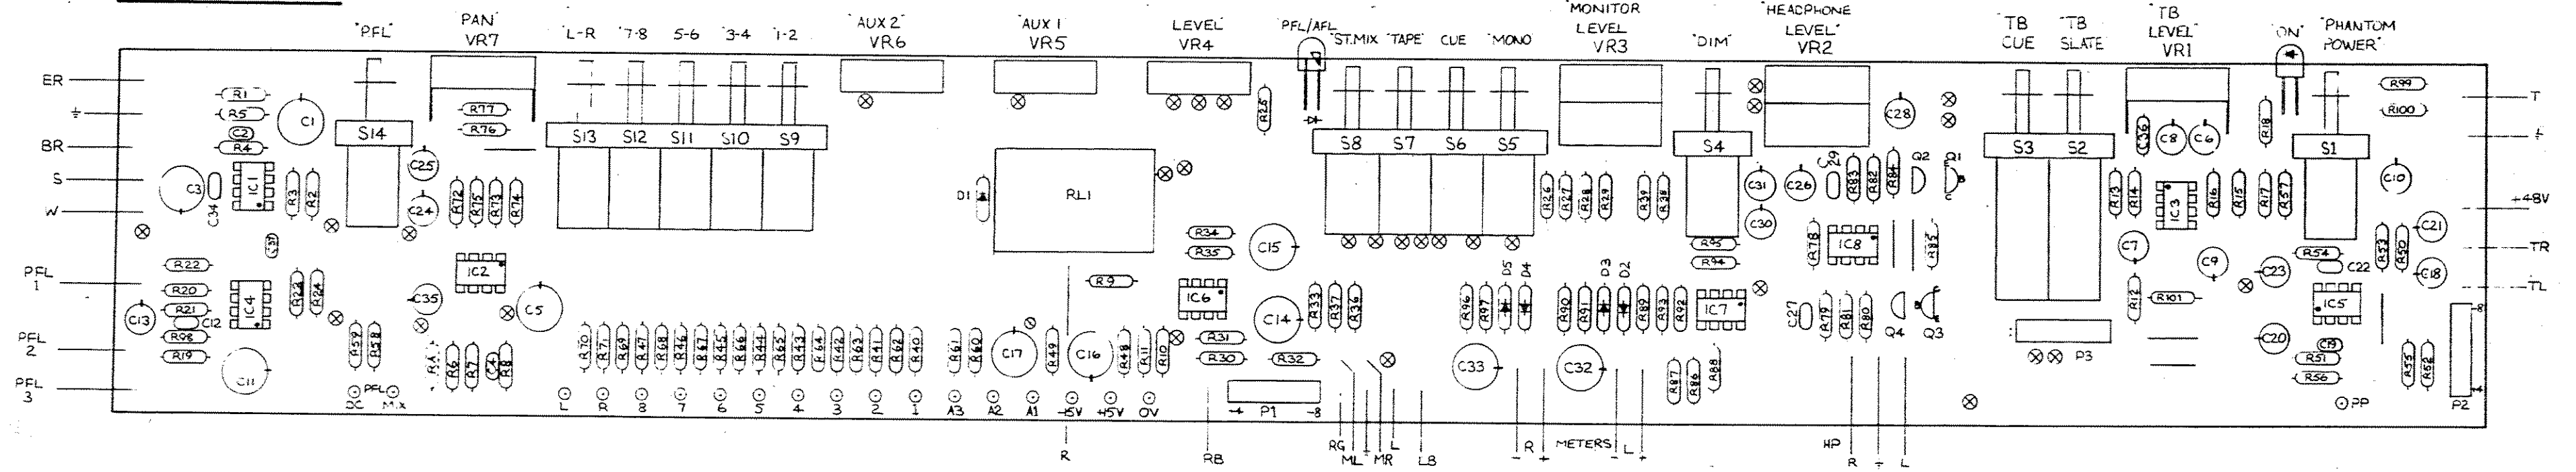 "PFL"
"PAN" VR7
"L-R" "7-8" "5-6" "3-4" "1-2"
"AUX 2" VR6
"AUX 1" VR5
"LEVEL" VR4
"PFL/AFL"
"ST.MIX" "TAPE" "CUE" "MONO"
"MONITOR LEVEL" VR3
"DIM"
"HEADPHONE LEVEL" VR2
"TB CUE" "TB SLATE"
"TB LEVEL" VR1
"ON"
"PHANTOM POWER"
ER
BR
S
W
PFL 1
PFL 2
PFL 3
R1
R5
C2
R4
C1
C3
C34
IC1
R3
R2
S14
C25
C24
R77
R76
R72 R75 R73 R74
S13 S12 S11 S10 S9
D1
RL1
R25
S8 S7 S6 S5
S4
C28
S3 S2
C36
C8
C6
R18
S1
R99
R100
T
R26 R27 R28 R29 R39 R38
C31
C26
C29
R83 R82 R84
Q2
Q1
R13 R14
IC3
R16 R15 R17 R57
C10
+48V
C37
R22
R20
R21
C12
R98
R19
C13
IC4
R23 R24
C11
IC2
C35
C5
R34
R35
C15
R9
IC6
C14
R33 R37 R36
R95
R94
C30
R78
IC8
R85
C7
C9
C23
R54
C22
R53 R50
C21
C18
TR
TL
D5 D4
R96 R97
D3 D2
R90 R91 R89 R93 R92
IC7
C27
R79 R81 R80
Q4
Q3
R12
R101
IC5
R59 R58
R6 R7 C4 R8
R70 R71 R69 R47 R68 R46 R67 R45 R66 R44 R65 R43 R64 R42 R63 R41 R62 R40
R61 R60
C17
R49
C16
R48 R11 R10
R31
R30
R32
C33
C32
R87 R86 R88
P3
C20
C19
R51
R56
R55 R52
8
4
P2
PFL
DC MIX
L R 8 7 6 5 4 3 2 1 A3 A2 A1 -15V +15V 0V
4 P1 8
PP
R
RB
RG ML MR L LB
- R + METERS - L +
HP
R L